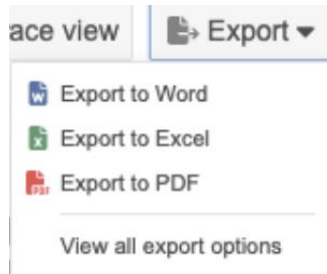 ace view Export
Export to Word
Export to Excel
Export to PDF
View all export options